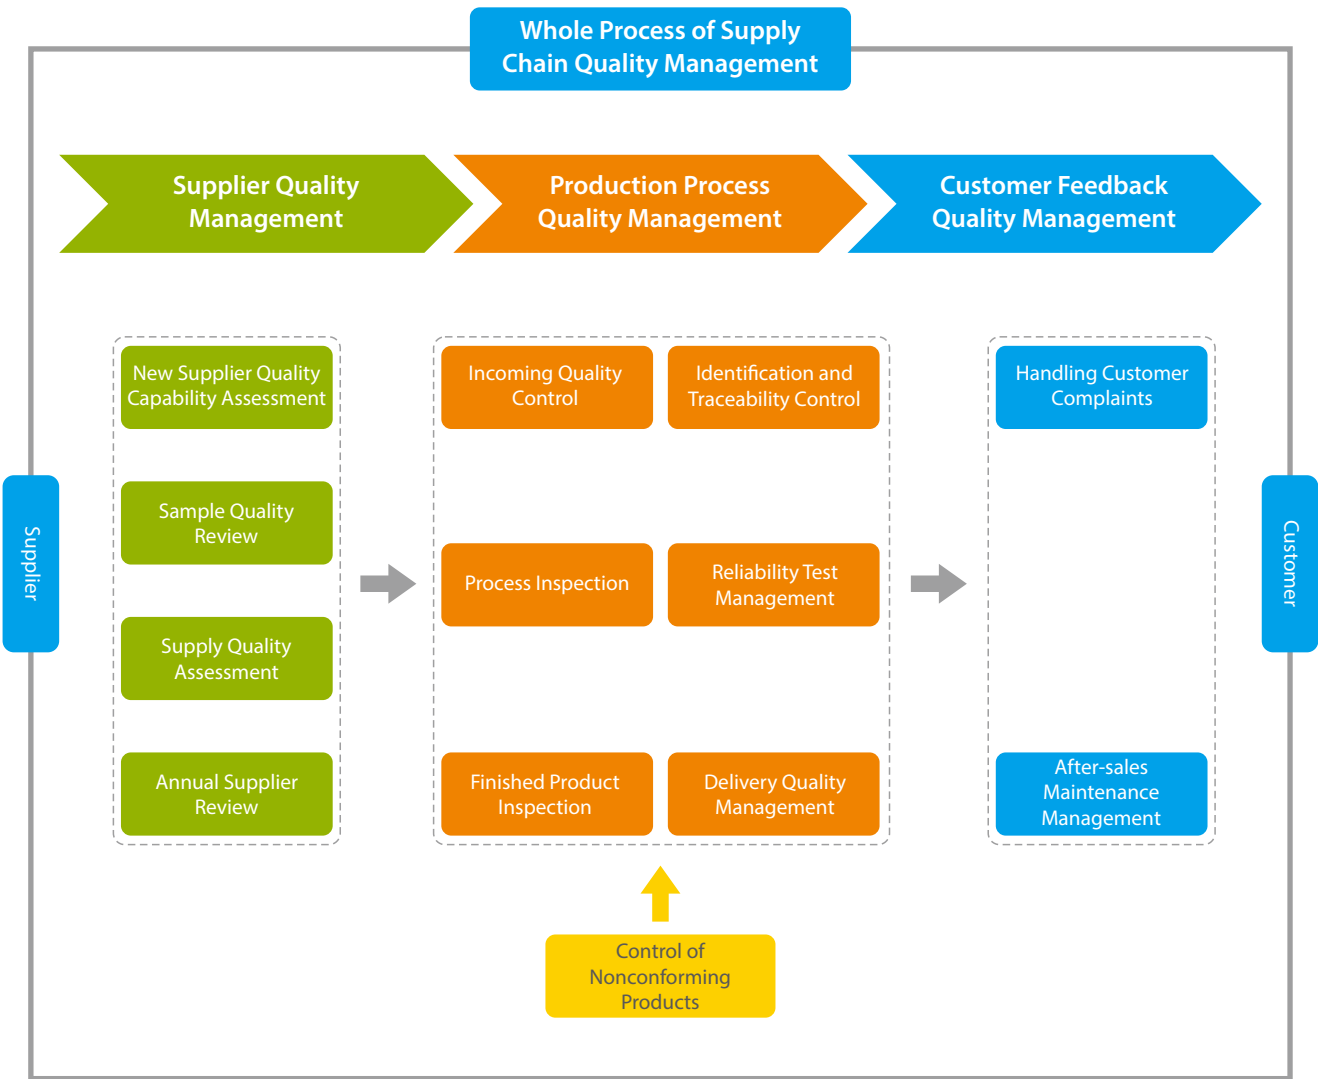 Whole Process of Supply
Chain Quality Management
Supplier Quality
Management
Production Process
Quality Management
Customer Feedback
Quality Management
Supplier
New Supplier Quality
Capability Assessment
Sample Quality
Review
Supply Quality
Assessment
Annual Supplier
Review
Incoming Quality
Control
Identification and
Traceability Control
Process Inspection
Reliability Test
Management
Finished Product
Inspection
Delivery Quality
Management
Control of
Nonconforming
Products
Handling Customer
Complaints
After-sales
Maintenance
Management
Customer